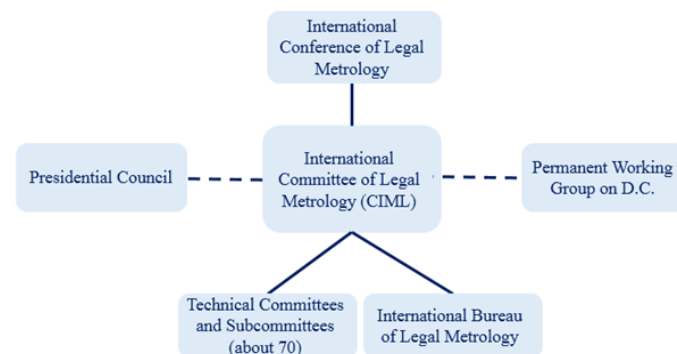 International
Conference of Legal
Metrology
Presidential Council
International
Committee of Legal
Metrology (CIML)
Permanent Working
Group on D.C.
Technical Committees
and Subcommittees
(about 70)
International Bureau
of Legal Metrology